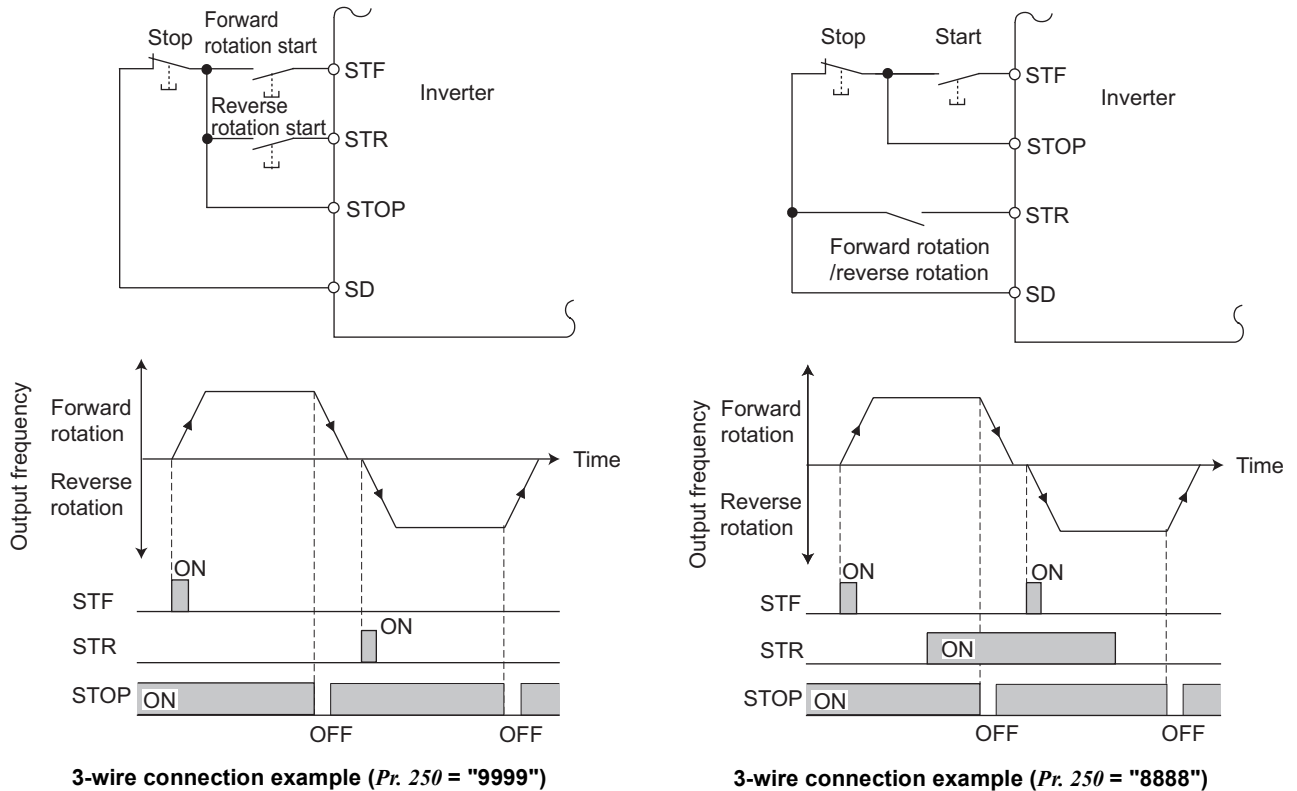 Forward
rotation start
Stop
STF
Inverter
Reverse
rotation start
STR
STOP
SD
Output frequency
Forward
rotation
Reverse
rotation
Time
ON
STF
ON
STR
STOP
ON
OFF
OFF
3-wire connection example (Pr. 250 = "9999")
Stop
Start
STF
Inverter
STOP
STR
Forward rotation
/reverse rotation
SD
Output frequency
Forward
rotation
Reverse
rotation
Time
ON
ON
STF
STR
ON
STOP
ON
OFF
OFF
3-wire connection example (Pr. 250 = "8888")